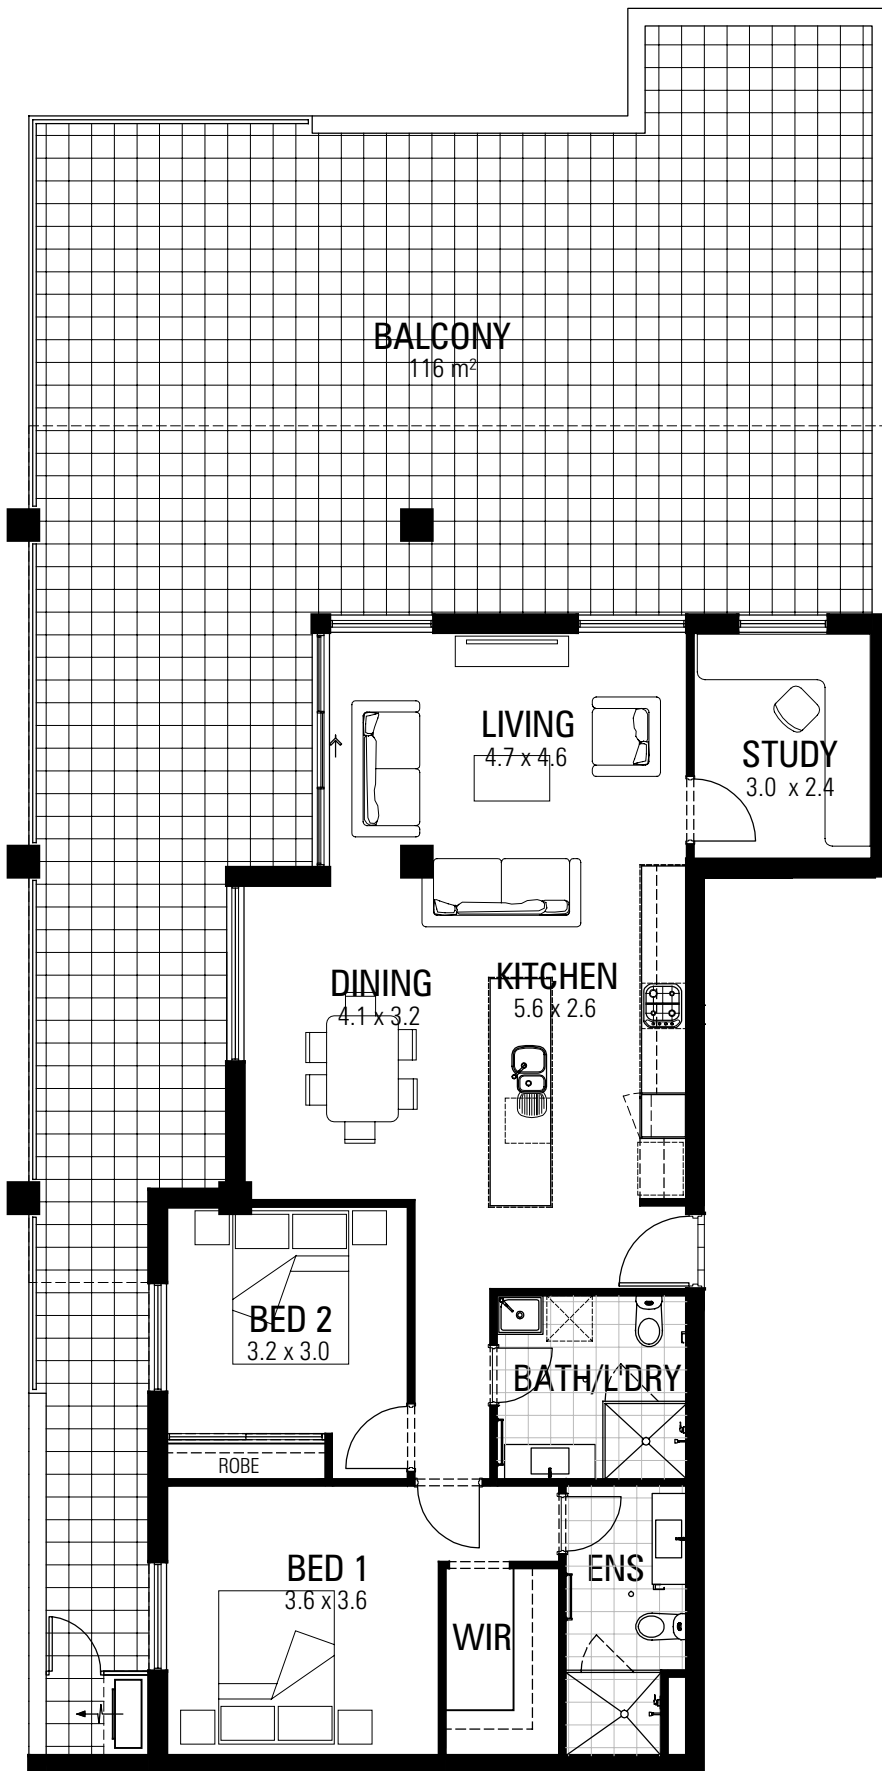 BALCONY
116 m²
LIVING
4.7 x 4.6
STUDY
3.0 x 2.4
DINING
4.1 x 3.2
KITCHEN
5.6 x 2.6
BED 2
3.2 x 3.0
BATH/L'DRY
ROBE
BED 1
3.6 x 3.6
ENS
WIR